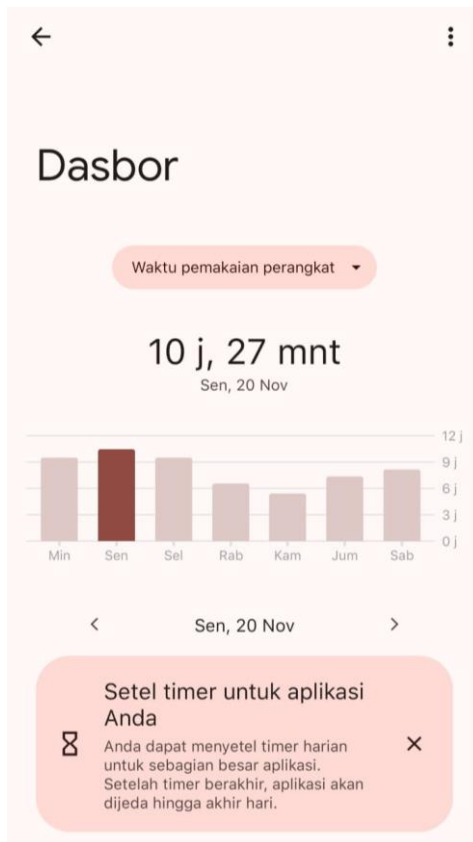 Dasbor
Waktu pemakaian perangkat
10 j, 27 mnt
Sen, 20 Nov
12 j
9 j
6 j
3 j
0 j
Min Sen Sel Rab Kam Jum Sab
Sen, 20 Nov
Setel timer untuk aplikasi
Anda
Anda dapat menyetel timer harian
untuk sebagian besar aplikasi.
Setelah timer berakhir, aplikasi akan
dijeda hingga akhir hari.